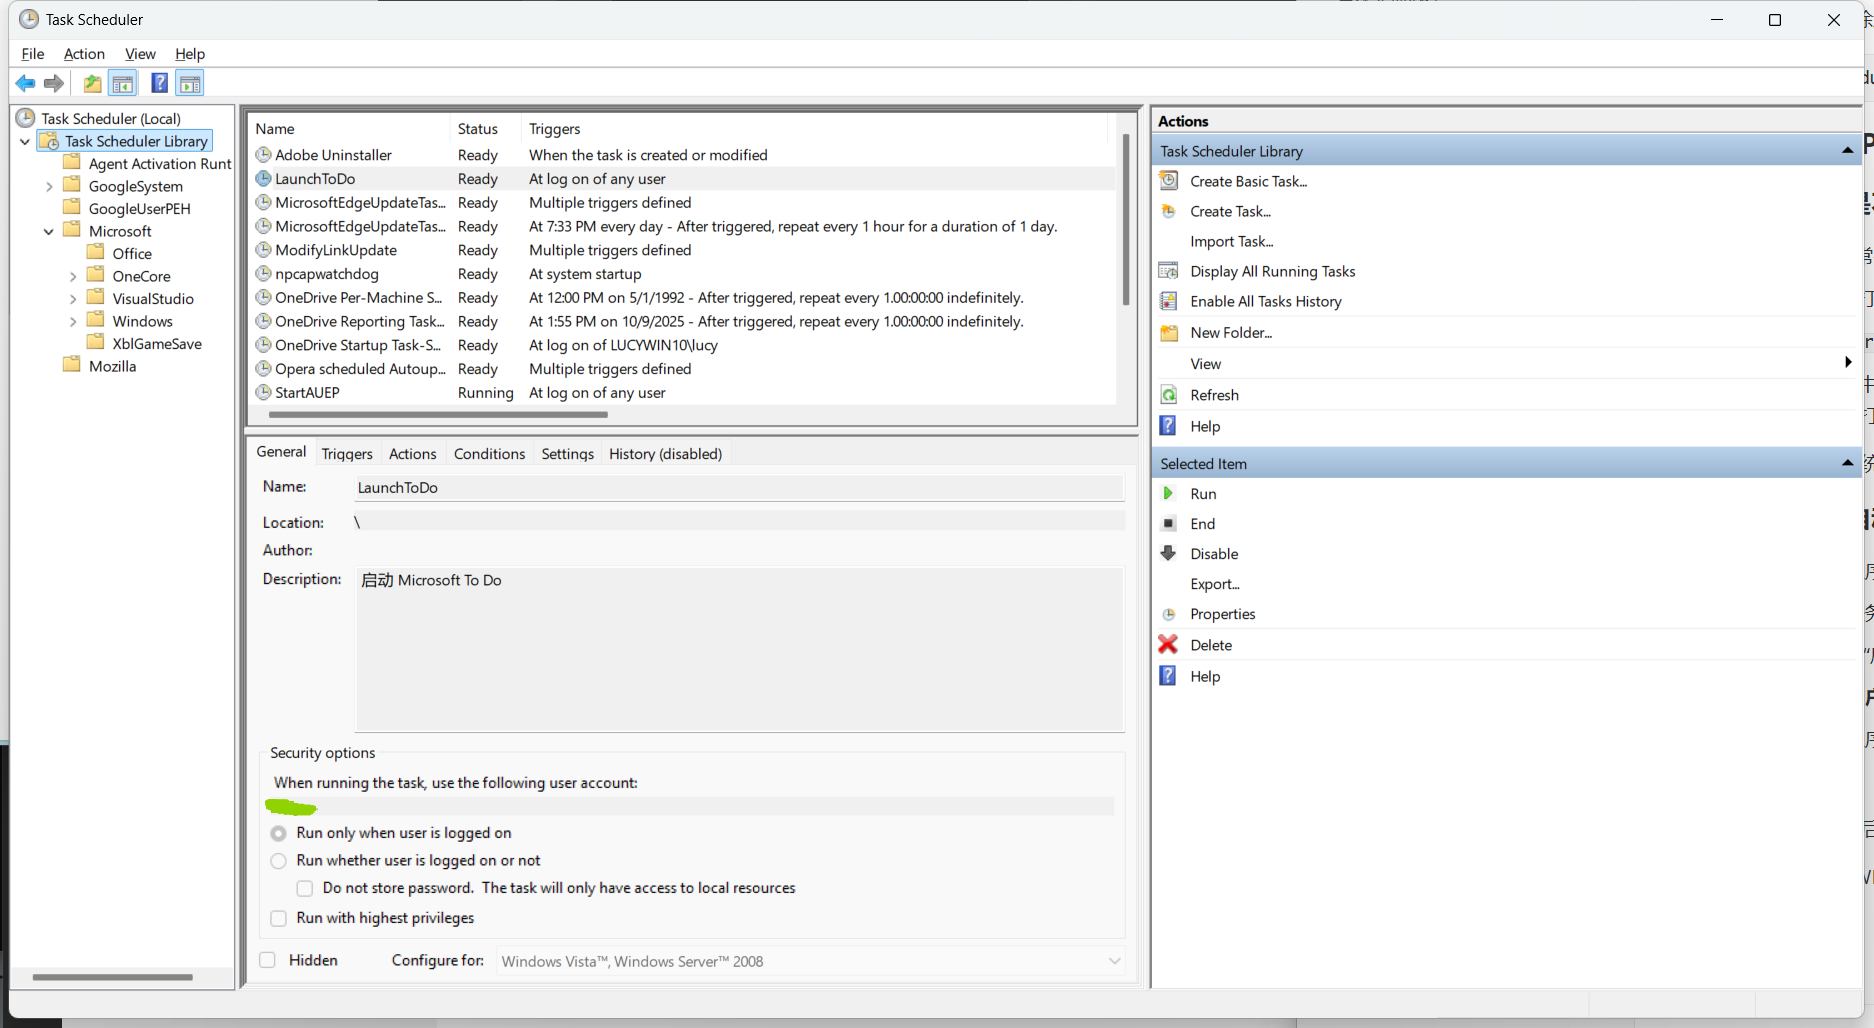 Task Scheduler
File Action View Help
Task Scheduler (Local)
Task Scheduler Library
Agent Activation Runt
GoogleSystem
GoogleUserPEH
Microsoft
Office
OneCore
VisualStudio
Windows
XblGameSave
Mozilla
Name Status Triggers
Adobe Uninstaller Ready When the task is created or modified
LaunchToDo Ready At log on of any user
MicrosoftEdgeUpdateTas... Ready Multiple triggers defined
MicrosoftEdgeUpdateTas... Ready At 7:33 PM every day - After triggered, repeat every 1 hour for a duration of 1 day.
ModifyLinkUpdate Ready Multiple triggers defined
npcapwatchdog Ready At system startup
OneDrive Per-Machine S... Ready At 12:00 PM on 5/1/1992 - After triggered, repeat every 1.00:00:00 indefinitely.
OneDrive Reporting Task... Ready At 1:55 PM on 10/9/2025 - After triggered, repeat every 1.00:00:00 indefinitely.
OneDrive Startup Task-S... Ready At log on of LUCYWIN10\lucy
Opera scheduled Autoup... Ready Multiple triggers defined
StartAUEP Running At log on of any user
General Triggers Actions Conditions Settings History (disabled)
Name: LaunchToDo
Location: \
Author:
Description: 启动 Microsoft To Do
Security options
When running the task, use the following user account:
Run only when user is logged on
Run whether user is logged on or not
Do not store password. The task will only have access to local resources
Run with highest privileges
Hidden Configure for: Windows Vista™, Windows Server™ 2008
Actions
Task Scheduler Library
Create Basic Task...
Create Task...
Import Task...
Display All Running Tasks
Enable All Tasks History
New Folder...
View
Refresh
Help
Selected Item
Run
End
Disable
Export...
Properties
Delete
Help